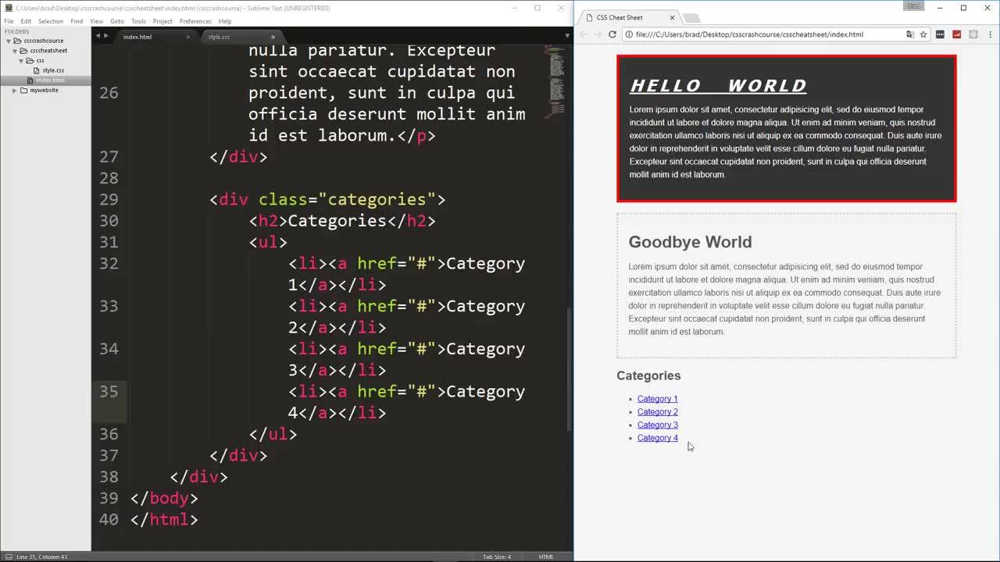 C:\Users\brad\Desktop\csscrashcourse\csscheatsheet\index.html (csscrashcourse) - Sublime Text (UNREGISTERED)
File Edit Selection Find View Goto Tools Project Preferences Help
FOLDERS
csscrashcourse
csscheatsheet
css
style.css
index.html
mywebsite
index.html
style.css
nulla pariatur. Excepteur
sint occaecat cupidatat non
26 proident, sunt in culpa qui
officia deserunt mollit anim
id est laborum.</p>
27 </div>
28
29 <div class="categories">
30 <h2>Categories</h2>
31 <ul>
32 <li><a href="#">Category
1</a></li>
33 <li><a href="#">Category
2</a></li>
34 <li><a href="#">Category
3</a></li>
35 <li><a href="#">Category
4</a></li>
36 </ul>
37 </div>
38 </div>
39 </body>
40 </html>
Line 35, Column 43
Tab Size: 4
HTML
Brad
CSS Cheat Sheet
file:///C:/Users/brad/Desktop/csscrashcourse/csscheatsheet/index.html
HELLO WORLD
Lorem ipsum dolor sit amet, consectetur adipisicing elit, sed do eiusmod tempor
incididunt ut labore et dolore magna aliqua. Ut enim ad minim veniam, quis nostrud
exercitation ullamco laboris nisi ut aliquip ex ea commodo consequat. Duis aute irure
dolor in reprehenderit in voluptate velit esse cillum dolore eu fugiat nulla pariatur.
Excepteur sint occaecat cupidatat non proident, sunt in culpa qui officia deserunt
mollit anim id est laborum.
Goodbye World
Lorem ipsum dolor sit amet, consectetur adipisicing elit, sed do eiusmod tempor
incididunt ut labore et dolore magna aliqua. Ut enim ad minim veniam, quis nostrud
exercitation ullamco laboris nisi ut aliquip ex ea commodo consequat. Duis aute irure
dolor in reprehenderit in voluptate velit esse cillum dolore eu fugiat nulla pariatur.
Excepteur sint occaecat cupidatat non proident, sunt in culpa qui officia deserunt
mollit anim id est laborum.
Categories
Category 1
Category 2
Category 3
Category 4